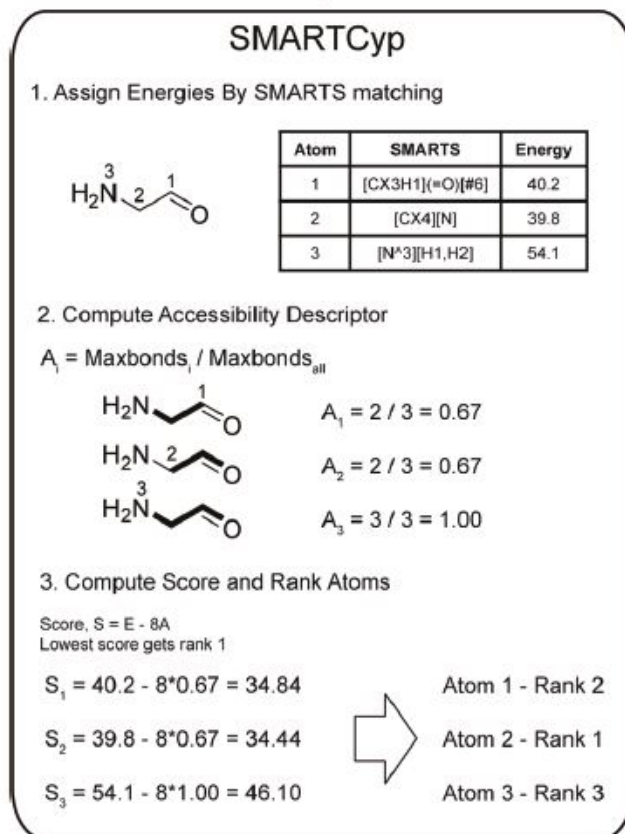 SMARTCyp
1. Assign Energies By SMARTS matching
Atom SMARTS Energy
1 [CX3H1](=O)[#6] 40.2
2 [CX4][N] 39.8
3 [N^3][H1,H2] 54.1
3
1
H₂N 2 O
2. Compute Accessibility Descriptor
Aᵢ = Maxbondsᵢ / Maxbonds_all
1
H₂N O A₁ = 2 / 3 = 0.67
H₂N 2 O A₂ = 2 / 3 = 0.67
3
H₂N O A₃ = 3 / 3 = 1.00
3. Compute Score and Rank Atoms
Score, S = E - 8A
Lowest score gets rank 1
S₁ = 40.2 - 8*0.67 = 34.84 Atom 1 - Rank 2
S₂ = 39.8 - 8*0.67 = 34.44 Atom 2 - Rank 1
S₃ = 54.1 - 8*1.00 = 46.10 Atom 3 - Rank 3